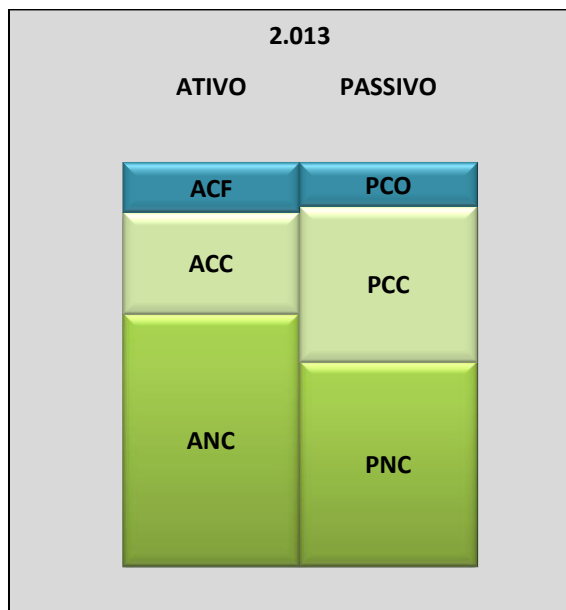 2.013
ATIVO PASSIVO
ACF PCO
ACC PCC
ANC PNC